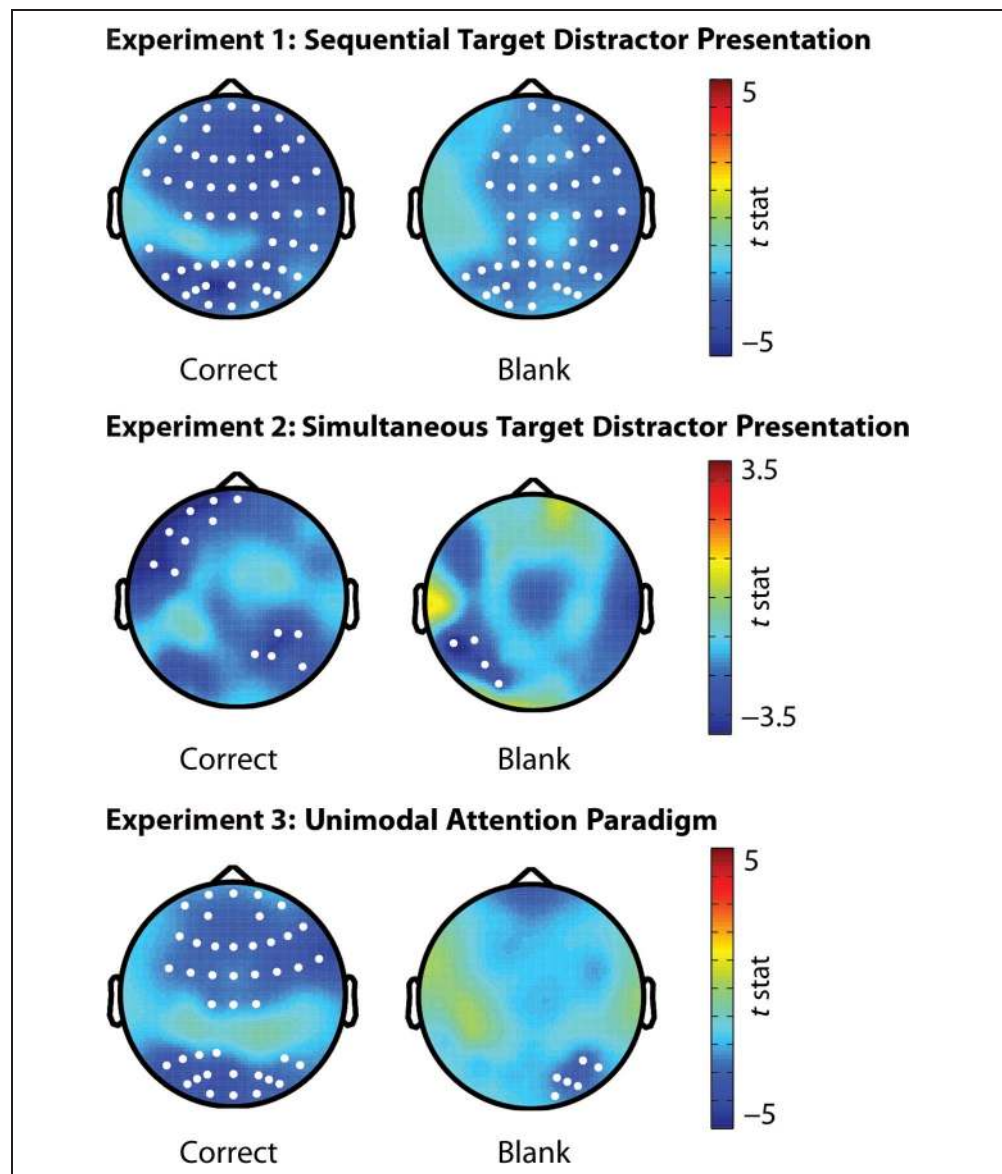 Experiment 1: Sequential Target Distractor Presentation
5
t stat
−5
Correct
Blank
Experiment 2: Simultaneous Target Distractor Presentation
3.5
t stat
−3.5
Correct
Blank
Experiment 3: Unimodal Attention Paradigm
5
t stat
−5
Correct
Blank